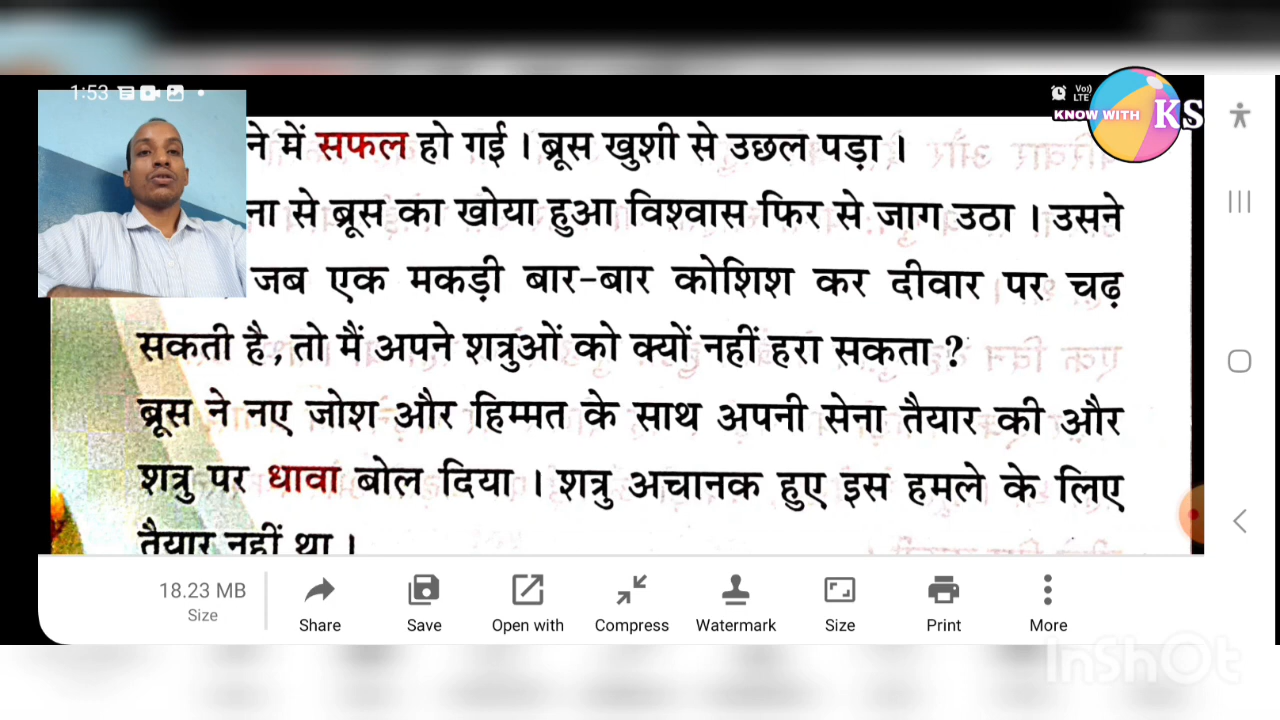 1:53
Vo))
LTE
KNOW WITH KS
ने में सफल हो गई । ब्रूस खुशी से उछल पड़ा ।
ना से ब्रूस का खोया हुआ विश्वास फिर से जाग उठा । उसने
जब एक मकड़ी बार-बार कोशिश कर दीवार पर चढ़
सकती है, तो मैं अपने शत्रुओं को क्यों नहीं हरा सकता ?
ब्रूस ने नए जोश और हिम्मत के साथ अपनी सेना तैयार की और
शत्रु पर धावा बोल दिया । शत्रु अचानक हुए इस हमले के लिए
तैयार नहीं था ।
18.23 MB
Size
Share
Save
Open with
Compress
Watermark
Size
Print
More
InShOt